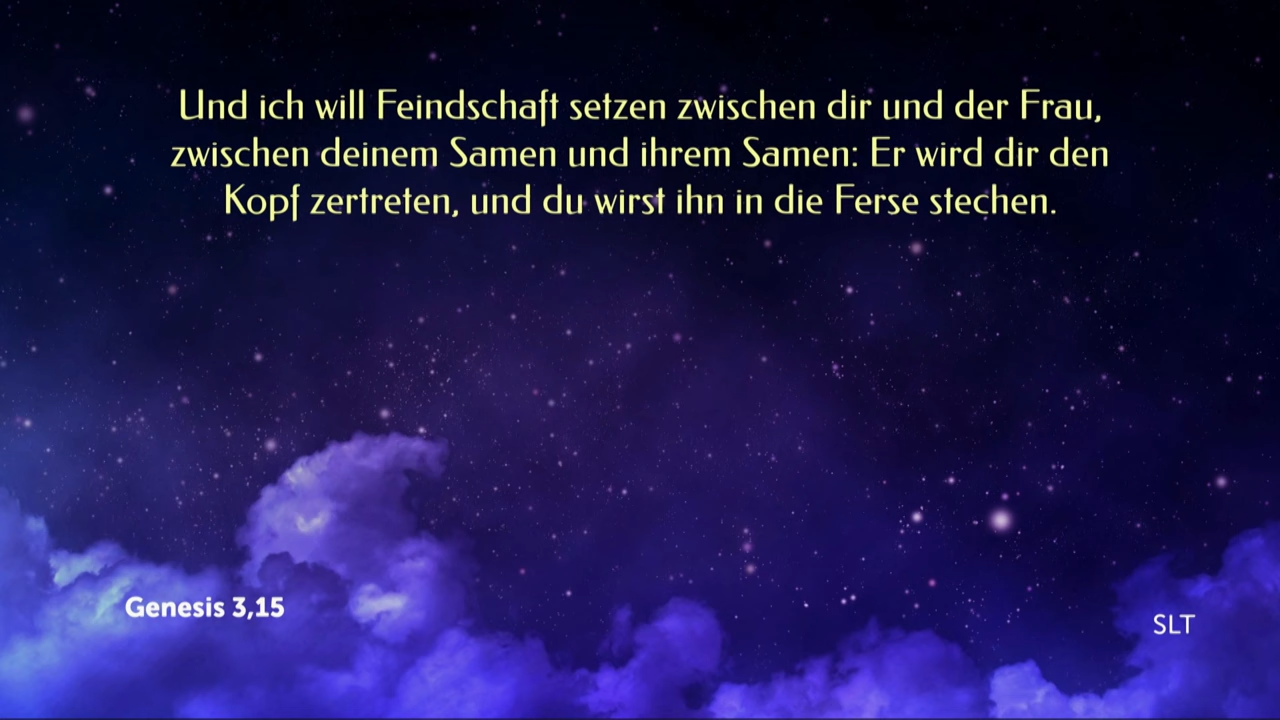 Und ich will Feindschaft setzen zwischen dir und der Frau,
zwischen deinem Samen und ihrem Samen: Er wird dir den
Kopf zertreten, und du wirst ihn in die Ferse stechen.
Genesis 3,15
SLT